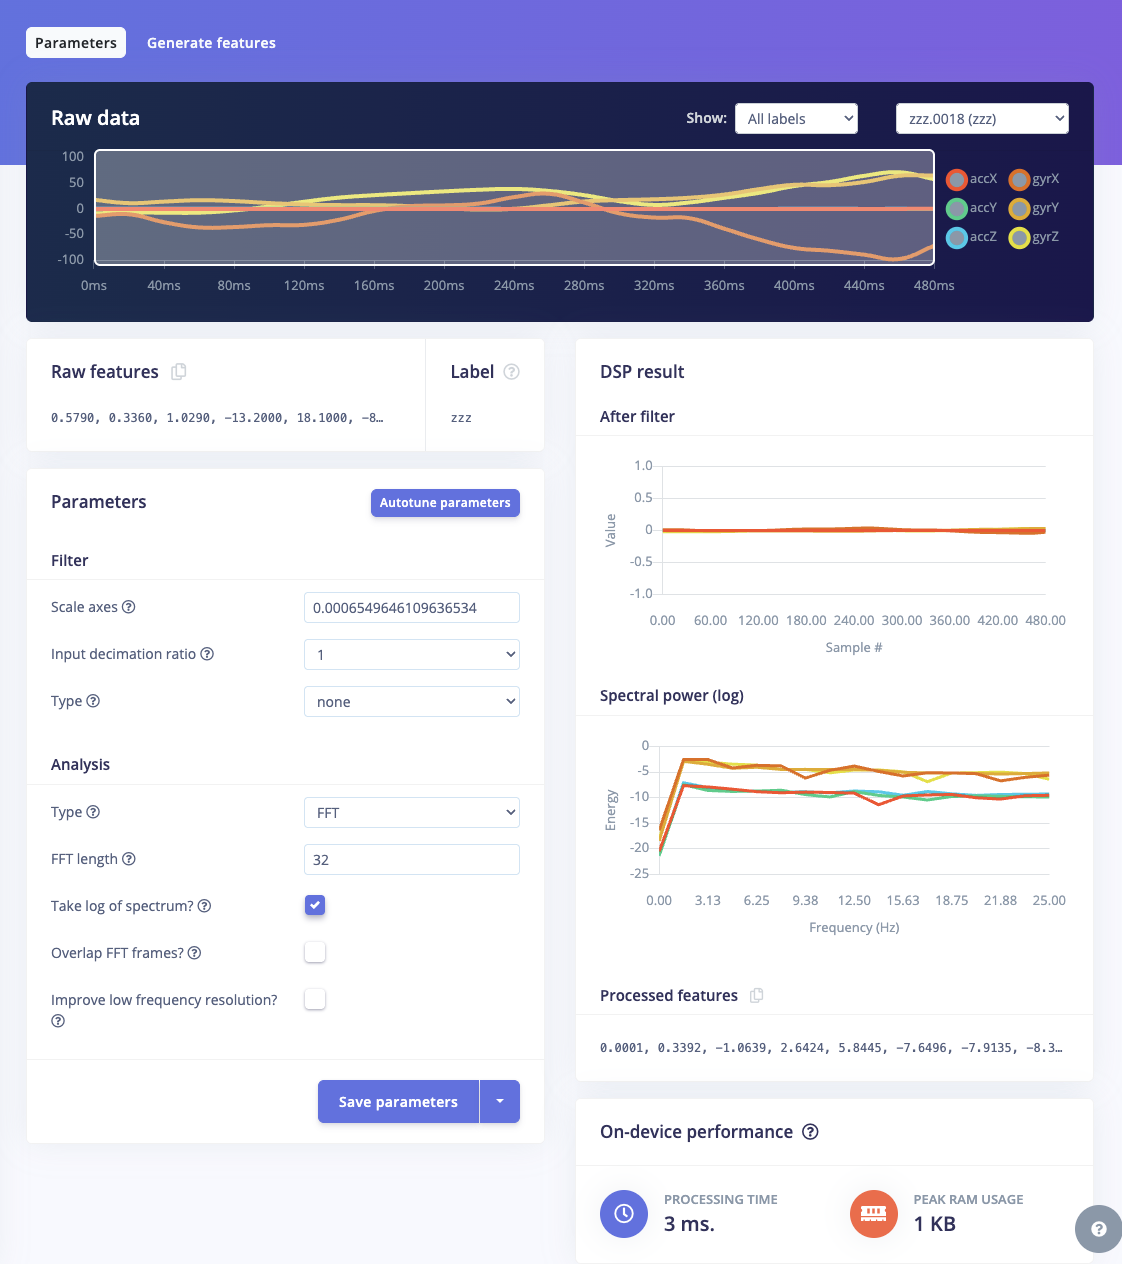 Parameters
Generate features
Raw data
Show:
All labels
zzz.0018 (zzz)
100
50
0
-50
-100
0ms 40ms 80ms 120ms 160ms 200ms 240ms 280ms 320ms 360ms 400ms 440ms 480ms
accX gyrX
accY gyrY
accZ gyrZ
Raw features
0.5790, 0.3360, 1.0290, -13.2000, 18.1000, -8…
Label
zzz
Parameters
Autotune parameters
Filter
Scale axes
0.0006549646109636534
Input decimation ratio
1
Type
none
Analysis
Type
FFT
FFT length
32
Take log of spectrum?
Overlap FFT frames?
Improve low frequency resolution?
Save parameters
DSP result
After filter
1.0
0.5
0
-0.5
-1.0
Value
0.00 60.00 120.00 180.00 240.00 300.00 360.00 420.00 480.00
Sample #
Spectral power (log)
0
-5
-10
-15
-20
-25
Energy
0.00 3.13 6.25 9.38 12.50 15.63 18.75 21.88 25.00
Frequency (Hz)
Processed features
0.0001, 0.3392, -1.0639, 2.6424, 5.8445, -7.6496, -7.9135, -8.3…
On-device performance
PROCESSING TIME
3 ms.
PEAK RAM USAGE
1 KB